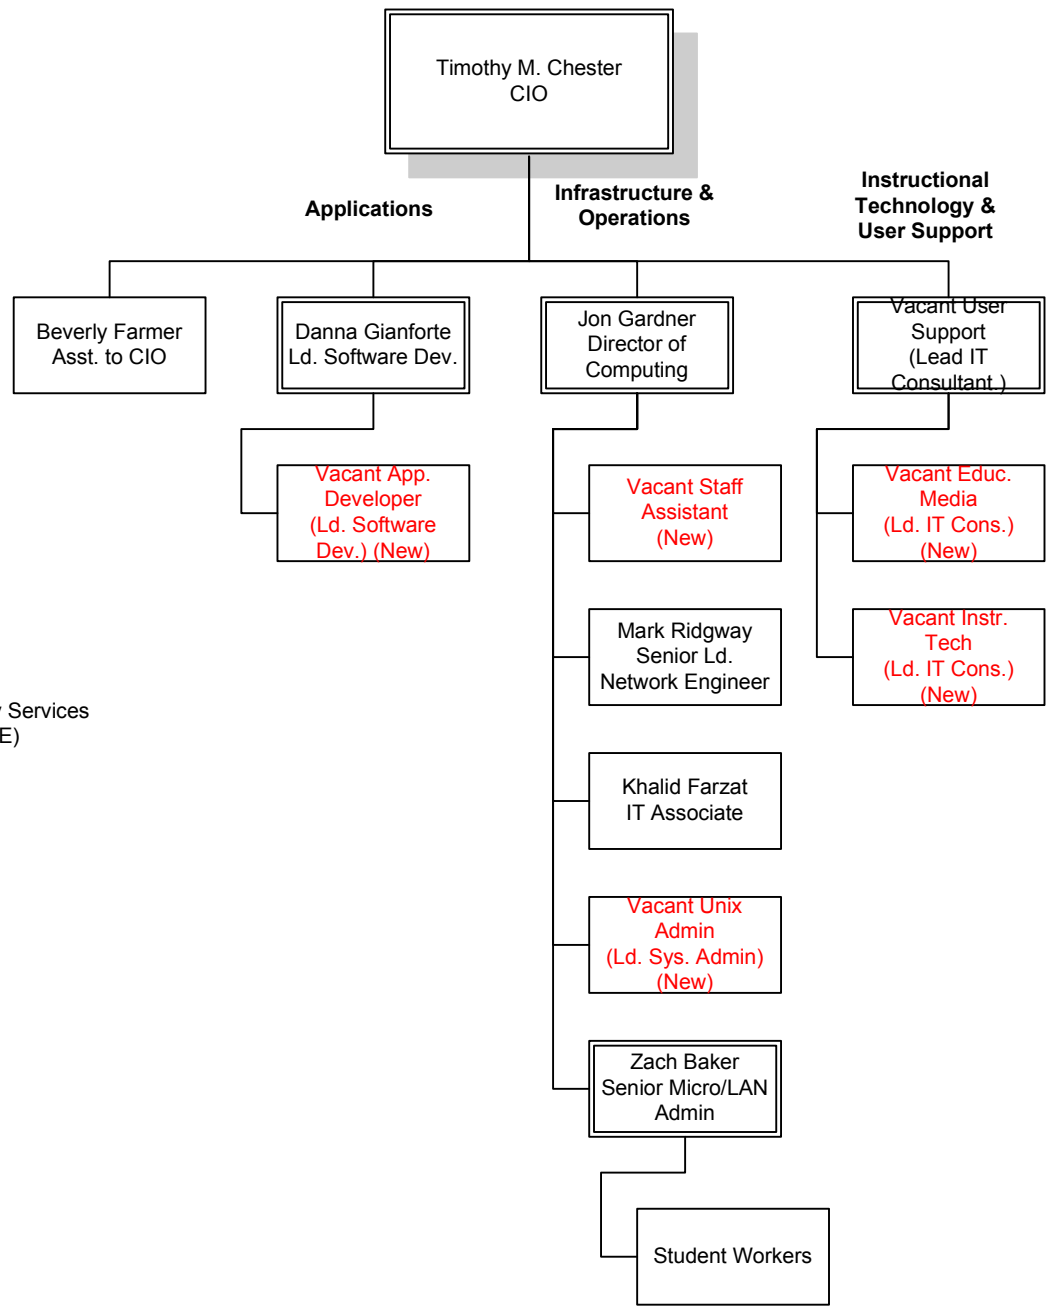 Timothy M. Chester
CIO
Applications
Infrastructure &
Operations
Instructional
Technology &
User Support
Beverly Farmer
Asst. to CIO
Danna Gianforte
Ld. Software Dev.
Jon Gardner
Director of
Computing
Vacant User
Support
(Lead IT
Consultant.)
Vacant App.
Developer
(Ld. Software
Dev.) (New)
Vacant Staff
Assistant
(New)
Vacant Educ.
Media
(Ld. IT Cons.)
(New)
Mark Ridgway
Senior Ld.
Network Engineer
Vacant Instr.
Tech
(Ld. IT Cons.)
(New)
Services
E)
Khalid Farzat
IT Associate
Vacant Unix
Admin
(Ld. Sys. Admin)
(New)
Zach Baker
Senior Micro/LAN
Admin
Student Workers